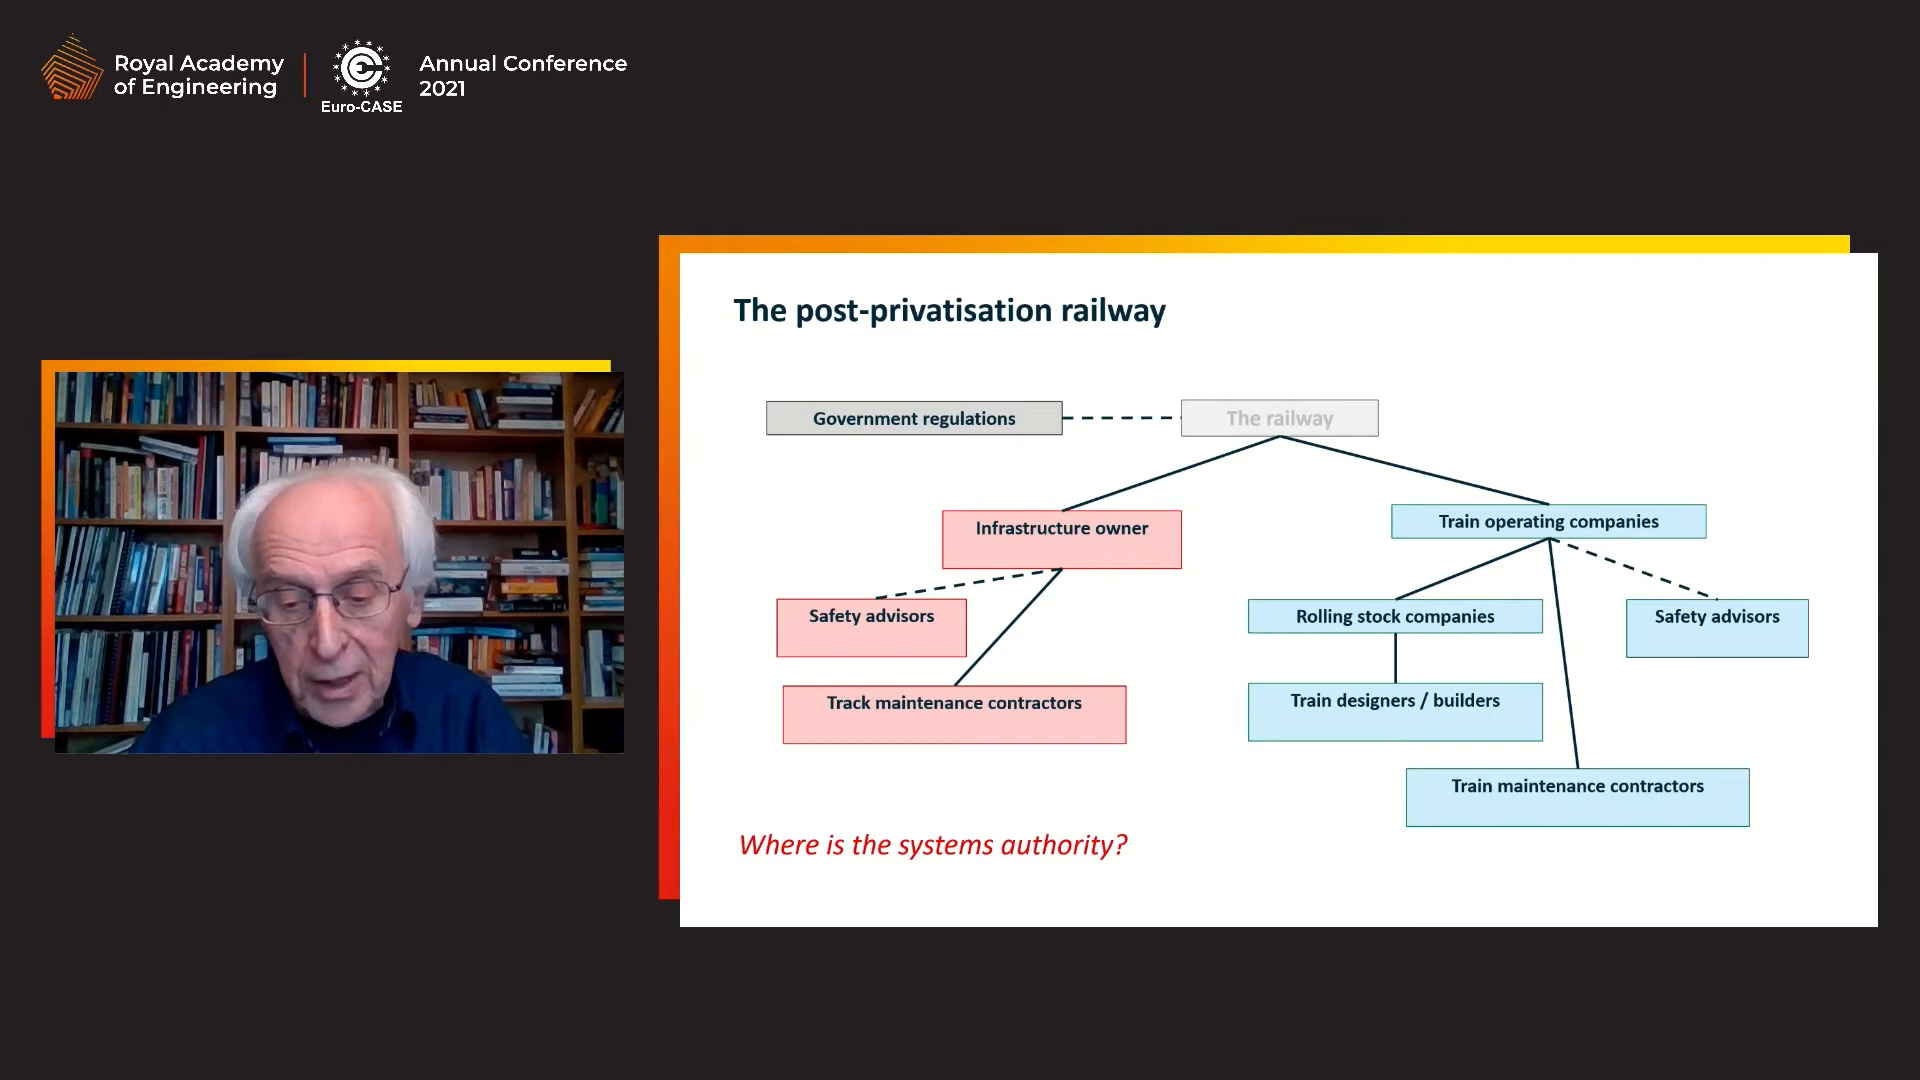 Royal Academy
of Engineering
Euro-CASE
Annual Conference
2021
The post-privatisation railway
Government regulations
The railway
Infrastructure owner
Train operating companies
Safety advisors
Rolling stock companies
Safety advisors
Track maintenance contractors
Train designers / builders
Train maintenance contractors
Where is the systems authority?